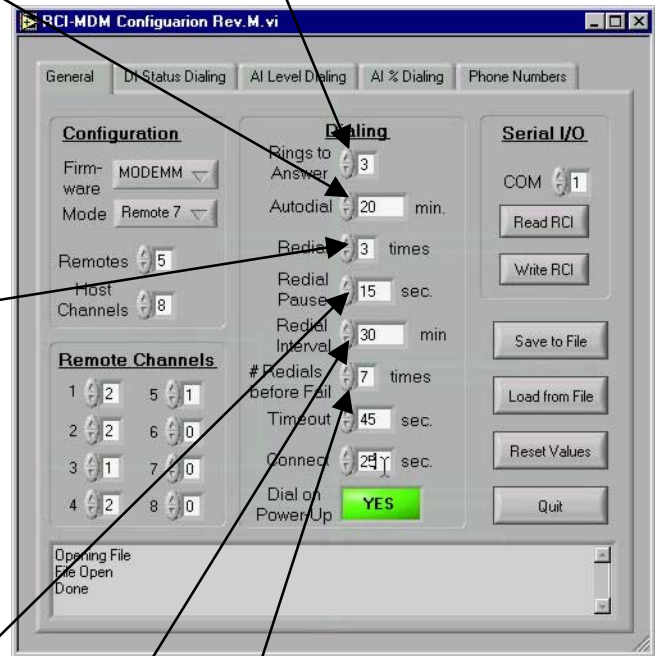 RCI-MDM Configuarion Rev.M.vi
General DI Status Dialing AI Level Dialing AI % Dialing Phone Numbers
Configuration
Firm-
ware MODEMM
Mode Remote 7
Remotes 5
Host
Channels 8
Remote Channels
1 2 5 1
2 2 6 0
3 1 7 0
4 2 8 0
Dialing
Rings to
Answer 3
Autodial 20 min.
Redial 3 times
Redial
Pause 15 sec.
Redial
Interval 30 min
# Redials
before Fail 7 times
Timeout 45 sec.
Connect sec.
Dial on
Power-Up YES
Serial I/O
COM 1
Read RCI
Write RCI
Save to File
Load from File
Reset Values
Quit
Opening File
File Open
Done